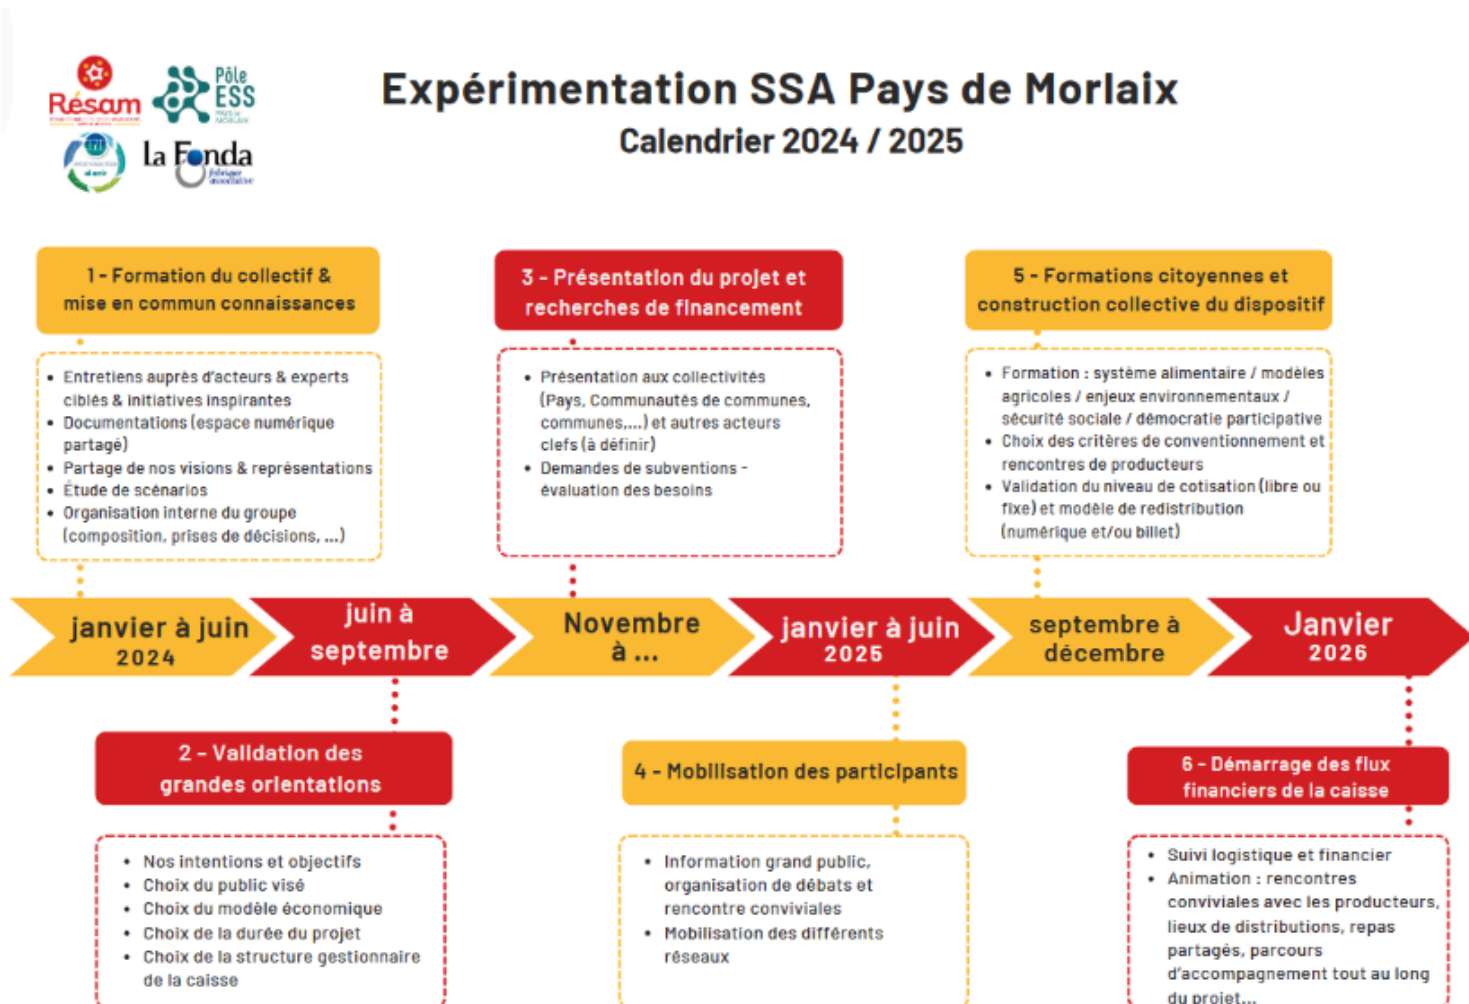 Résam
Pôle
ESS
PAYS DE
MORLAIX
la Fonda
fabrique
associative
Expérimentation SSA Pays de Morlaix
Calendrier 2024 / 2025
1 - Formation du collectif &
mise en commun connaissances
Entretiens auprès d'acteurs & experts
ciblés & initiatives inspirantes
Documentations (espace numérique
partagé)
Partage de nos visions & représentations
Étude de scénarios
Organisation interne du groupe
(composition, prises de décisions, ...)
3 - Présentation du projet et
recherches de financement
Présentation aux collectivités
(Pays, Communautés de communes,
communes,...) et autres acteurs
clefs (à définir)
Demandes de subventions -
évaluation des besoins
5 - Formations citoyennes et
construction collective du dispositif
Formation : système alimentaire / modèles
agricoles / enjeux environnementaux /
sécurité sociale / démocratie participative
Choix des critères de conventionnement et
rencontres de producteurs
Validation du niveau de cotisation (libre ou
fixe) et modèle de redistribution
(numérique et/ou billet)
janvier à juin
2024
juin à
septembre
Novembre
à ...
janvier à juin
2025
septembre à
décembre
Janvier
2026
2 - Validation des
grandes orientations
Nos intentions et objectifs
Choix du public visé
Choix du modèle économique
Choix de la durée du projet
Choix de la structure gestionnaire
de la caisse
4 - Mobilisation des participants
Information grand public,
organisation de débats et
rencontre conviviales
Mobilisation des différents
réseaux
6 - Démarrage des flux
financiers de la caisse
Suivi logistique et financier
Animation : rencontres
conviviales avec les producteurs,
lieux de distributions, repas
partagés, parcours
d'accompagnement tout au long
du projet...